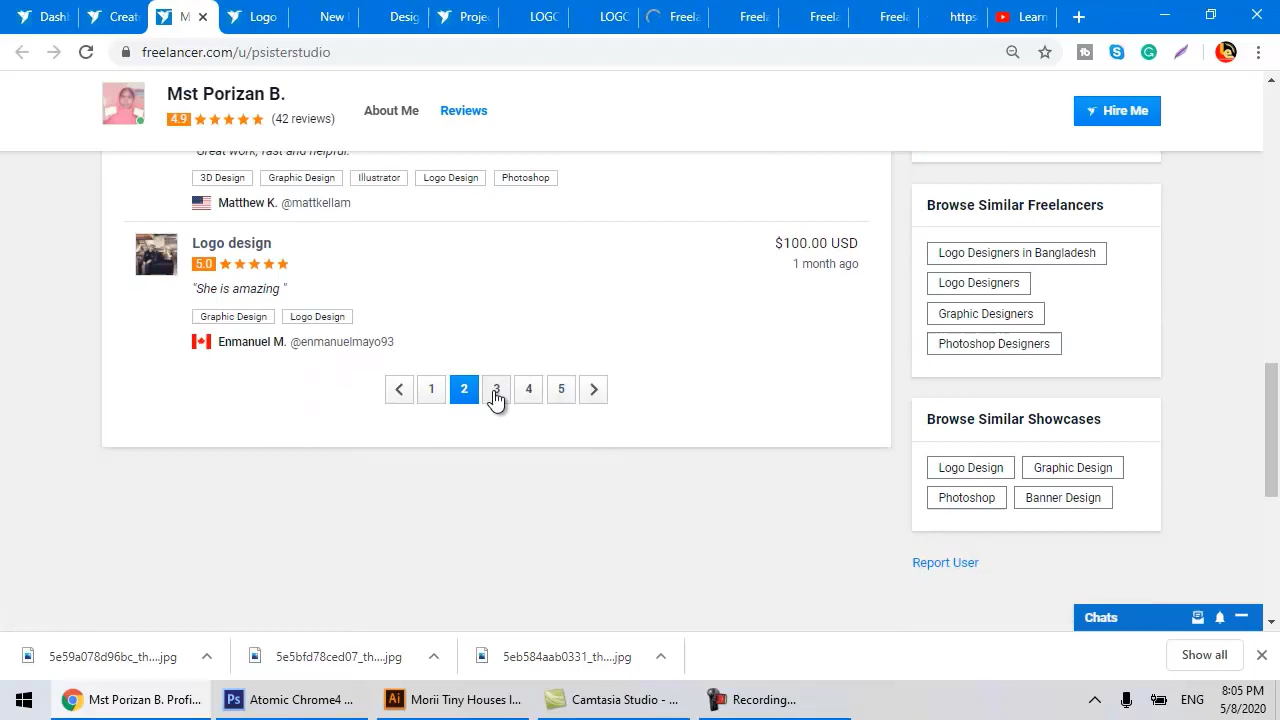 Dashl
Create
M
Logo
New
Desig
Proje
LOGC
LOGC
Freela
Freela
Freela
Freela
https
Learn
freelancer.com/u/psisterstudio
Mst Porizan B.
4.9 (42 reviews)
About Me
Reviews
Hire Me
"Great work, fast and helpful."
3D Design
Graphic Design
Illustrator
Logo Design
Photoshop
Matthew K. @mattkellam
Logo design
$100.00 USD
5.0
1 month ago
"She is amazing "
Graphic Design
Logo Design
Enmanuel M. @enmanuelmayo93
1
2
3
4
5
Browse Similar Freelancers
Logo Designers in Bangladesh
Logo Designers
Graphic Designers
Photoshop Designers
Browse Similar Showcases
Logo Design
Graphic Design
Photoshop
Banner Design
Report User
Chats
5e59a078d96bc_th....jpg
5e5bfd78ced07_th....jpg
5eb584aab0331_th....jpg
Show all
Mst Porizan B. Profi...
Atomic Chrome4 ...
Morii Tiny Houses I...
Camtasia Studio - ...
Recording...
ENG
8:05 PM
5/8/2020